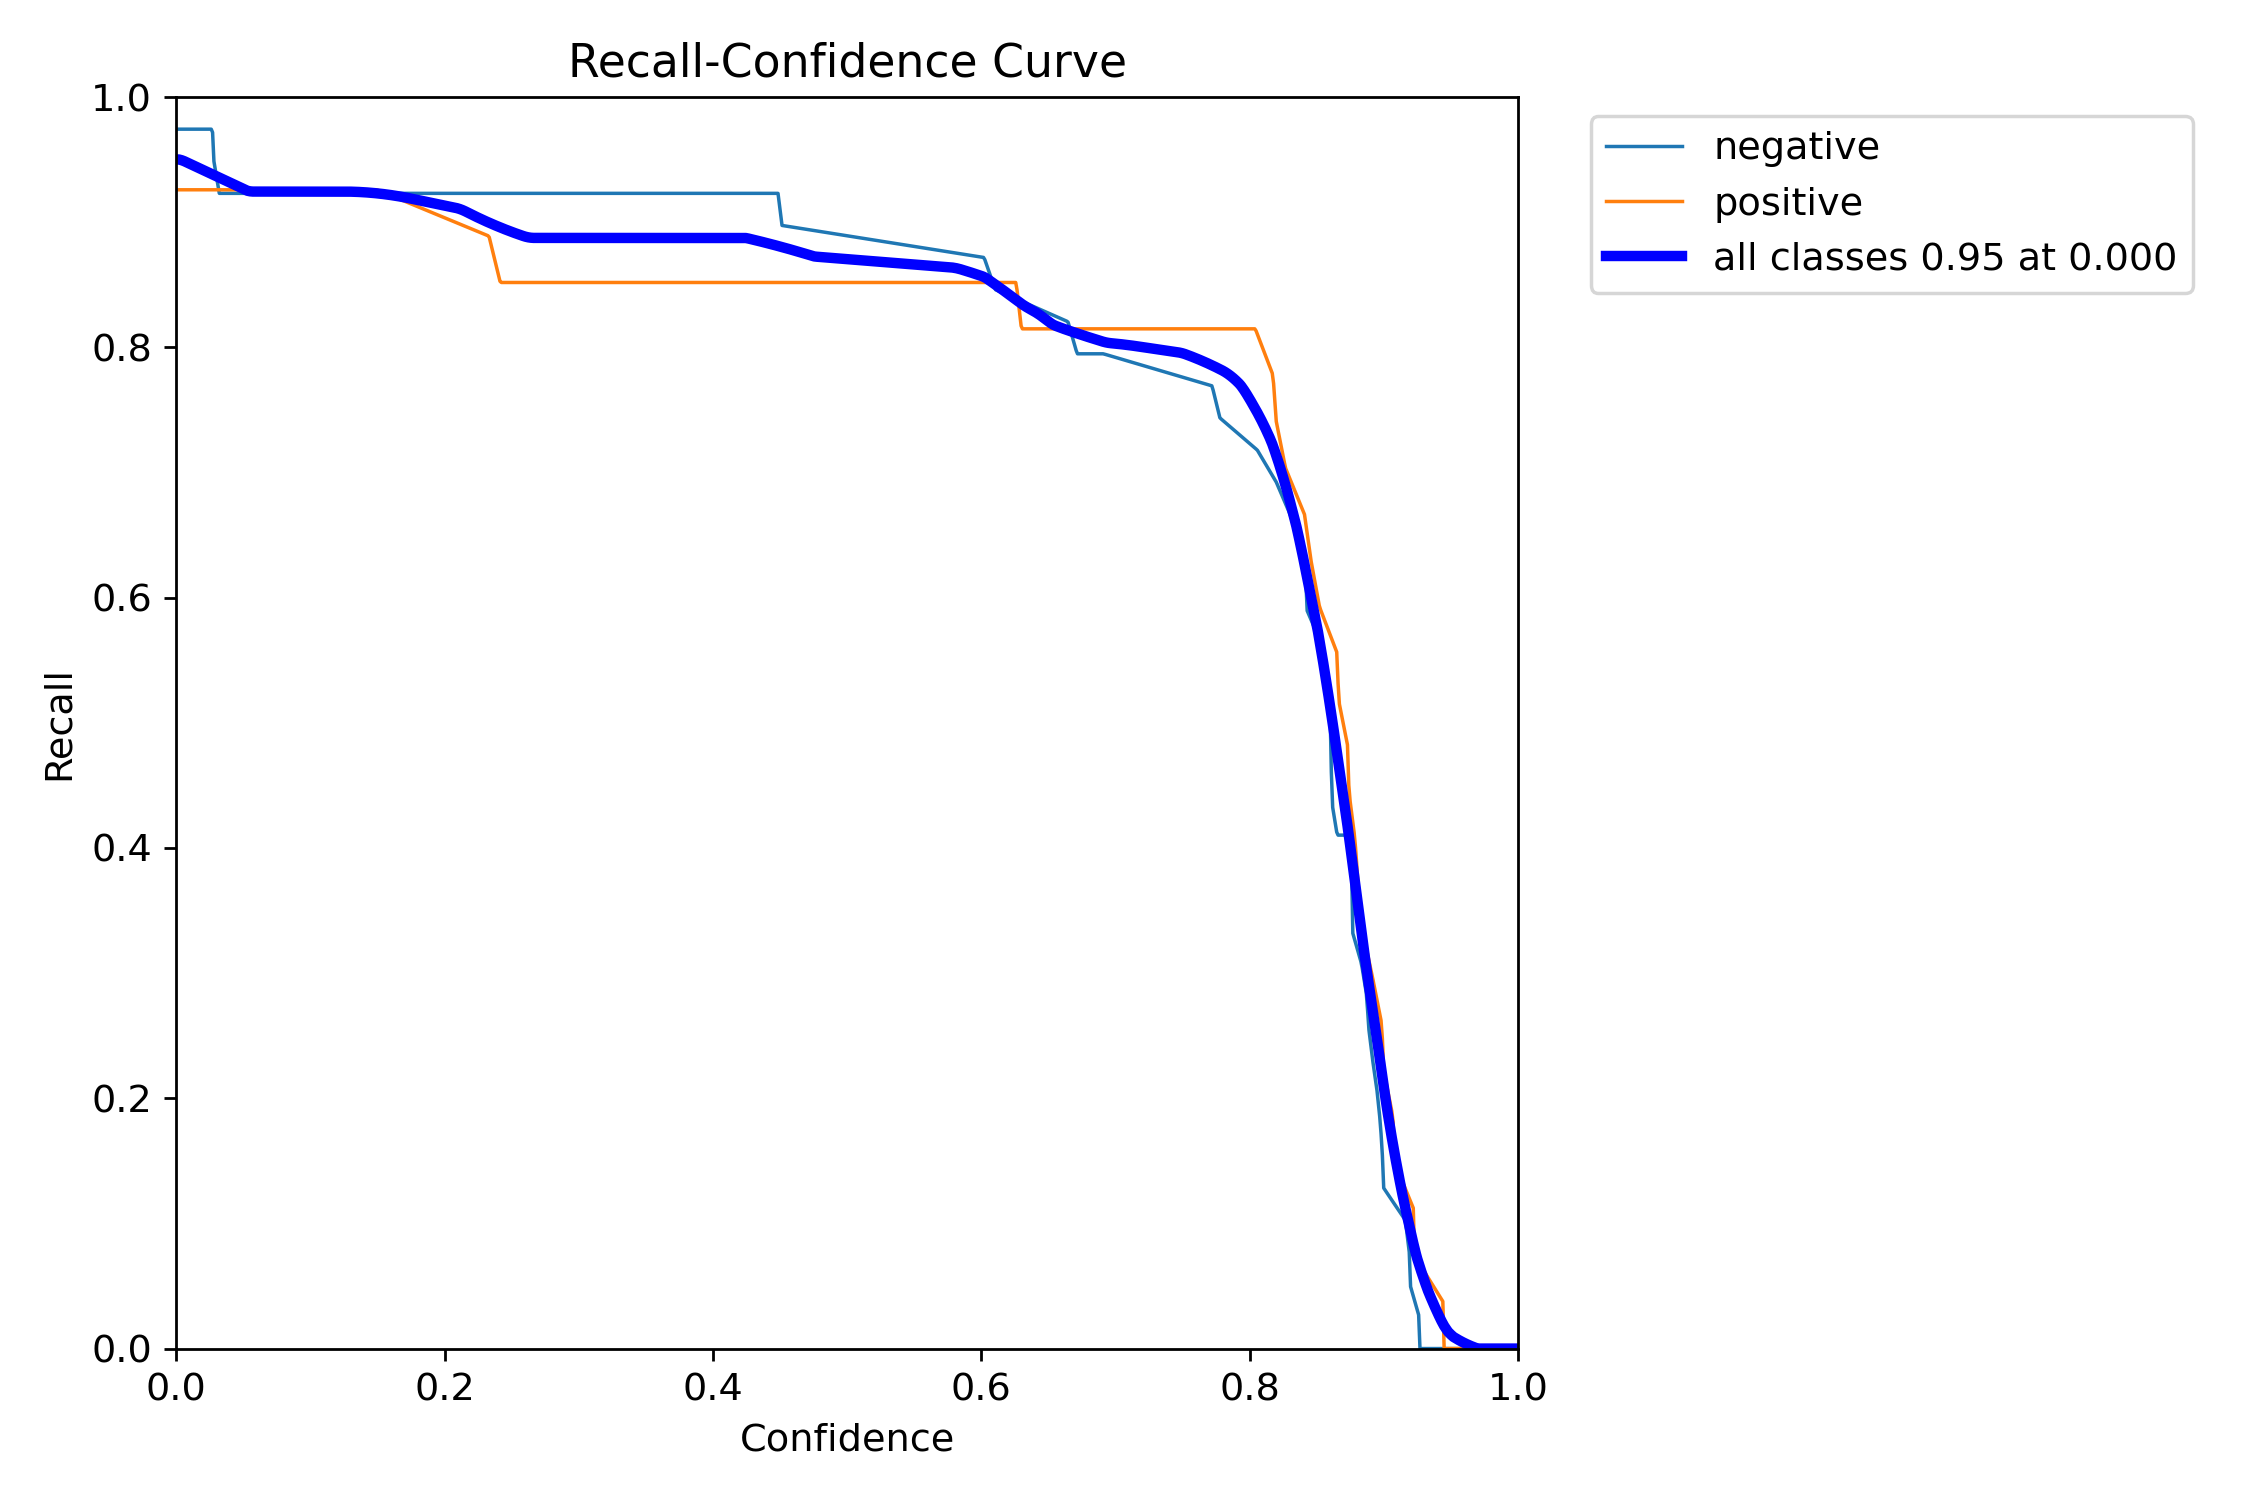 Recall-Confidence Curve
negative
positive
all classes 0.95 at 0.000
1.0
0.8
0.6
0.4
0.2
0.0
Recall
0.0 0.2 0.4 0.6 0.8 1.0
Confidence